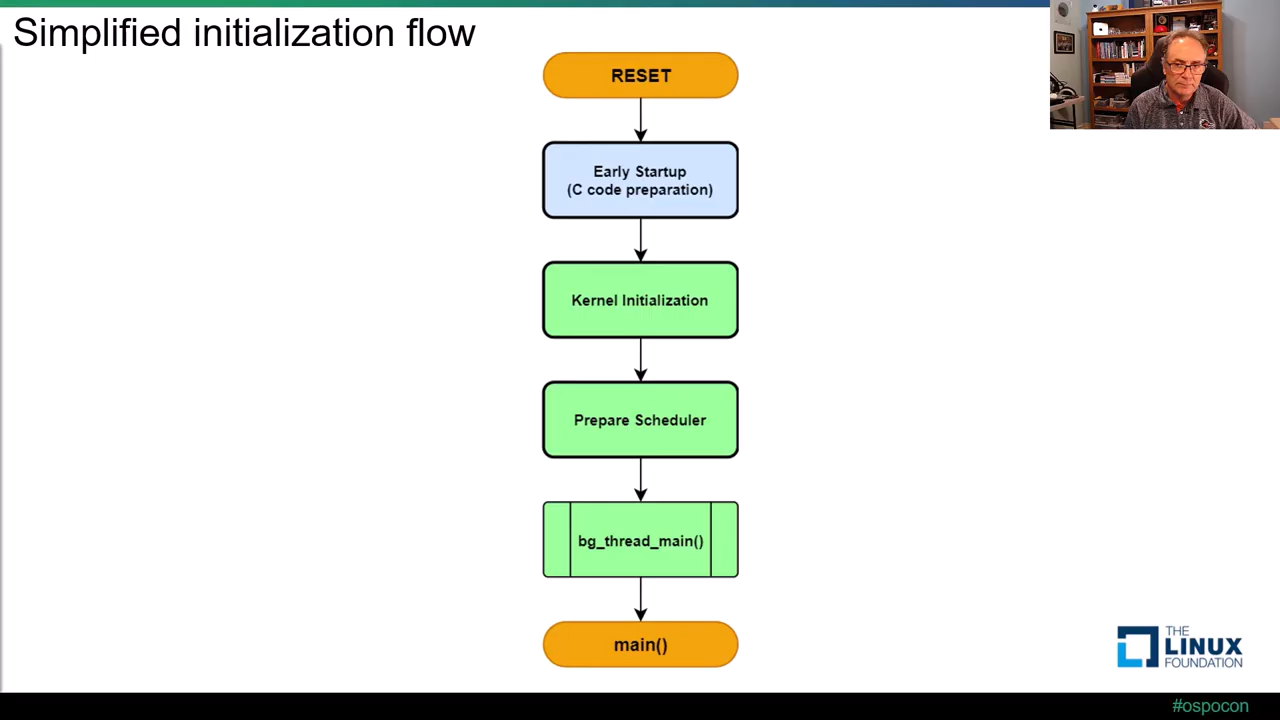 Simplified initialization flow
RESET
Early Startup
(C code preparation)
Kernel Initialization
Prepare Scheduler
bg_thread_main()
main()
THE
LINUX
FOUNDATION
#ospocon